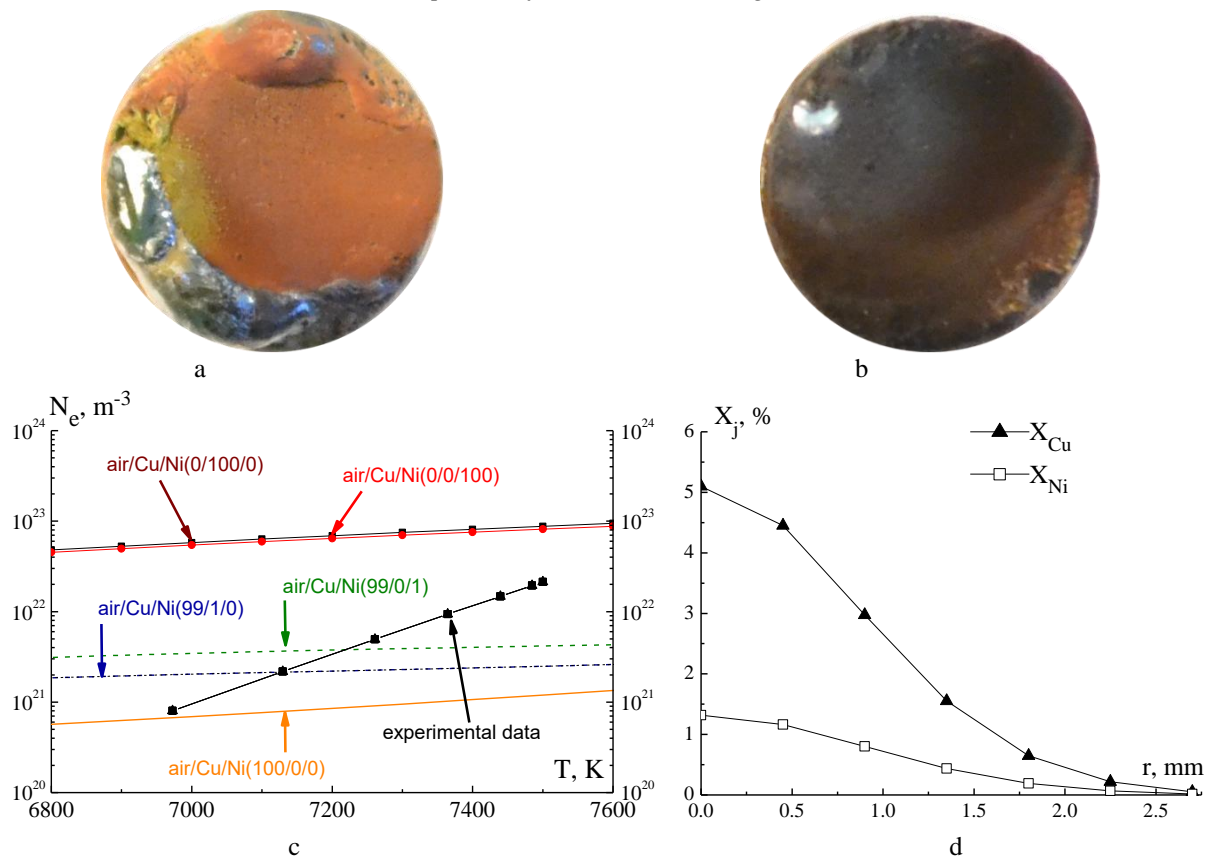 a
b
N_e, m^-3
10^24
10^23
10^22
10^21
10^20
air/Cu/Ni(0/100/0)
air/Cu/Ni(0/0/100)
air/Cu/Ni(99/0/1)
air/Cu/Ni(99/1/0)
air/Cu/Ni(100/0/0)
experimental data
10^24
10^23
10^22
10^21
10^20
T, K
6800 7000 7200 7400 7600
c
X_j, %
X_Cu
X_Ni
6
5
4
3
2
1
0
r, mm
0.0 0.5 1.0 1.5 2.0 2.5
d